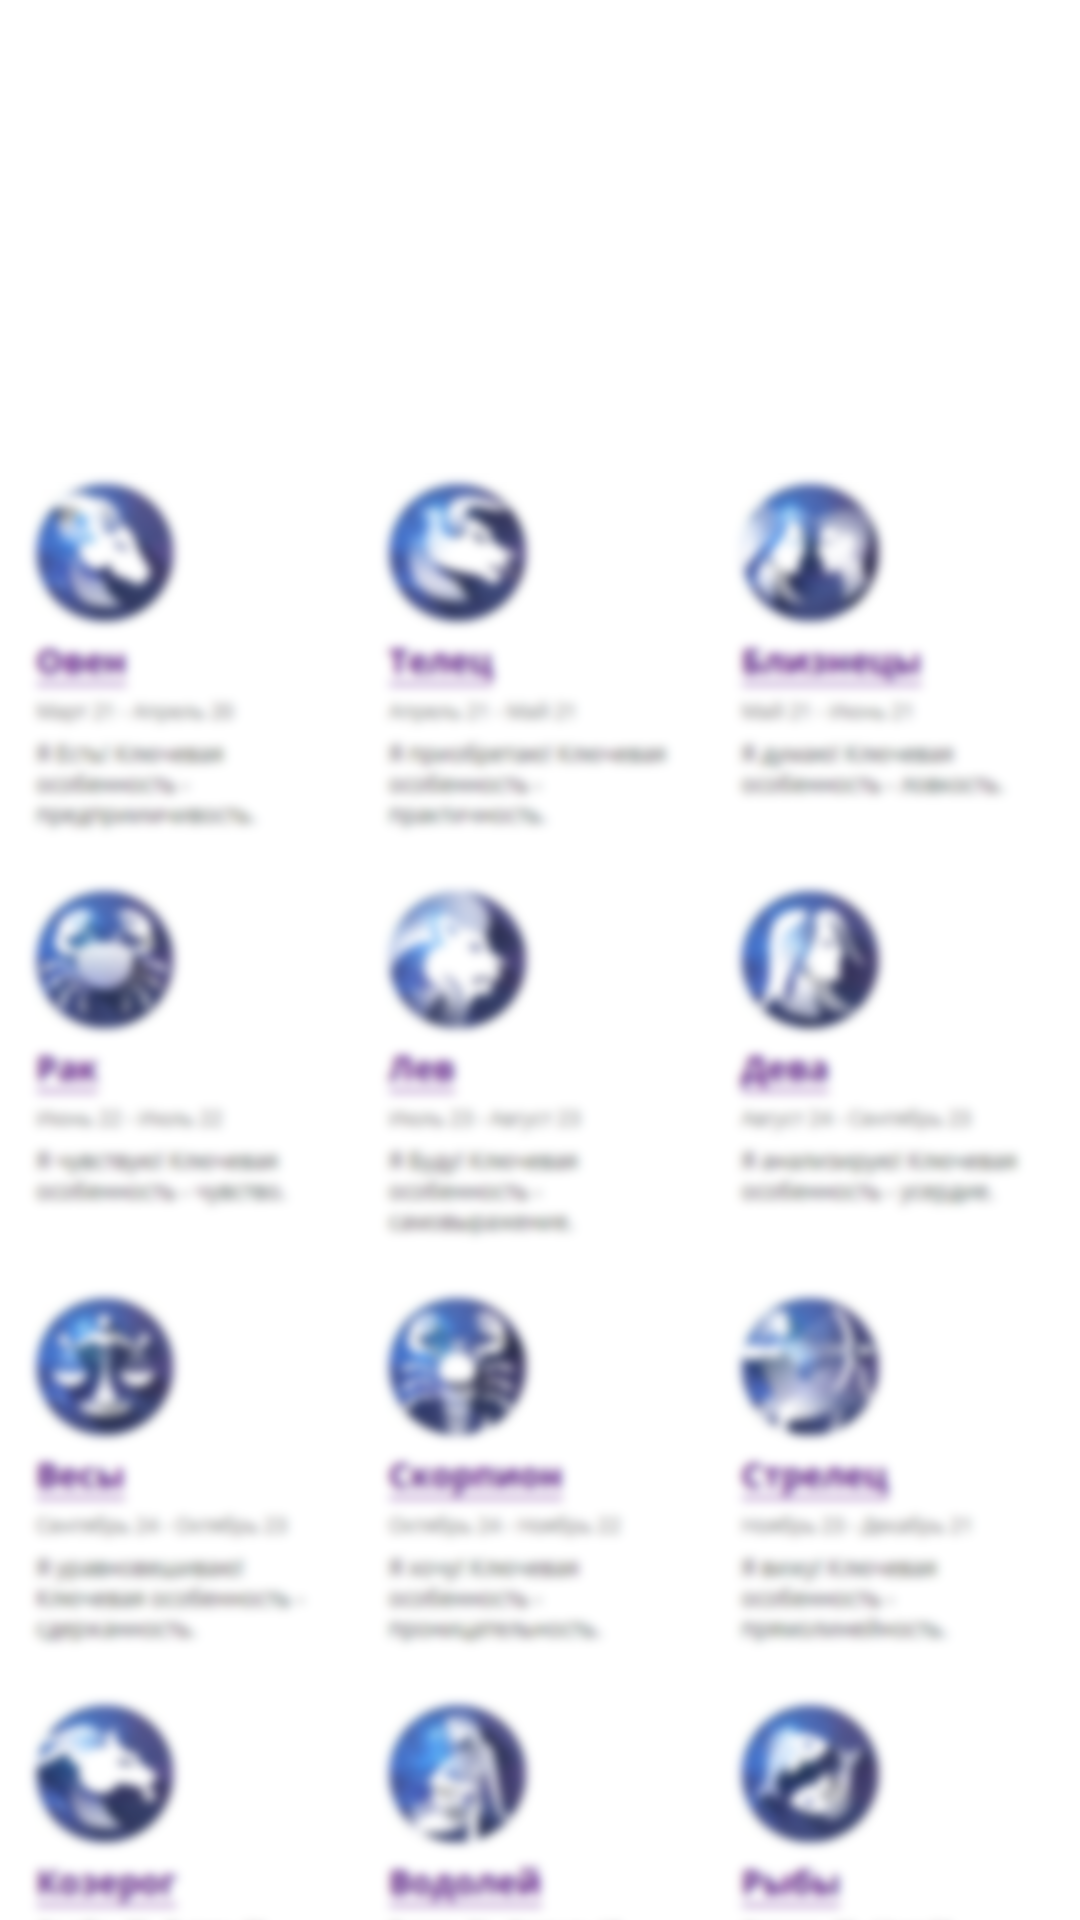 Овен
Телец
Близнецы
Март 21 - Апрель 20
Апрель 21 - Май 21
Май 21 - Июнь 21
Я Есть! Ключевая
особенность -
предприимчивость.
Я приобретаю! Ключевая
особенность -
практичность.
Я думаю! Ключевая
особенность - ловкость.
Рак
Лев
Дева
Июнь 22 - Июль 22
Июль 23 - Август 23
Август 24 - Сентябрь 23
Я чувствую! Ключевая
особенность - чувство.
Я Буду! Ключевая
особенность -
самовыражение.
Я анализирую! Ключевая
особенность - усердие.
Весы
Скорпион
Стрелец
Сентябрь 24 - Октябрь 23
Октябрь 24 - Ноябрь 22
Ноябрь 23 - Декабрь 21
Я уравновешиваю!
Ключевая особенность -
сдержанность.
Я хочу! Ключевая
особенность -
проницательность.
Я вижу! Ключевая
особенность -
прямолинейность.
Козерог
Водолей
Рыбы